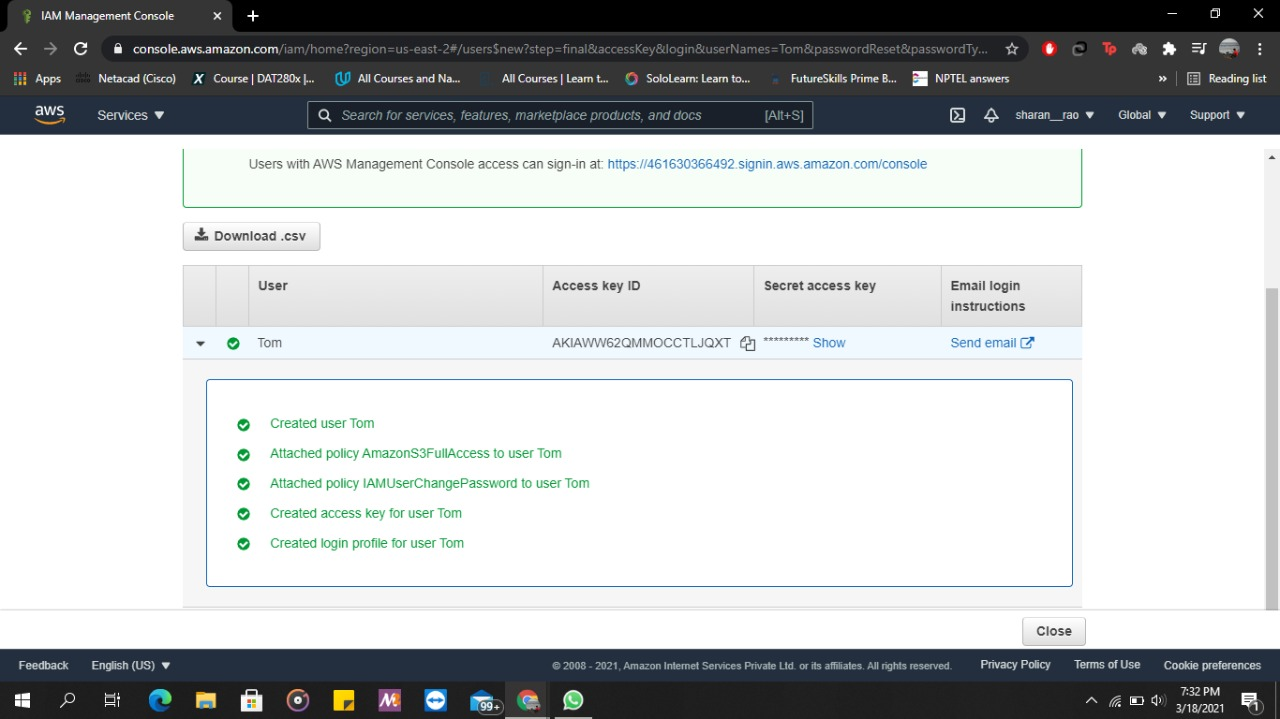 IAM Management Console
console.aws.amazon.com/iam/home?region=us-east-2#/users$new?step=final&accessKey&login&userNames=Tom&passwordReset&passwordTy...
Apps Netacad (Cisco) Course | DAT280x |... All Courses and Na... All Courses | Learn t... SoloLearn: Learn to... FutureSkills Prime B... NPTEL answers » Reading list
aws Services Search for services, features, marketplace products, and docs [Alt+S] sharan__rao Global Support
Users with AWS Management Console access can sign-in at: https://461630366492.signin.aws.amazon.com/console
Download .csv
User Access key ID Secret access key Email login instructions
Tom AKIAWW62QMMOCCTLJQXT ********* Show Send email
Created user Tom
Attached policy AmazonS3FullAccess to user Tom
Attached policy IAMUserChangePassword to user Tom
Created access key for user Tom
Created login profile for user Tom
Close
Feedback English (US) © 2008 - 2021, Amazon Internet Services Private Ltd. or its affiliates. All rights reserved. Privacy Policy Terms of Use Cookie preferences
99+ 7:32 PM
3/18/2021 1